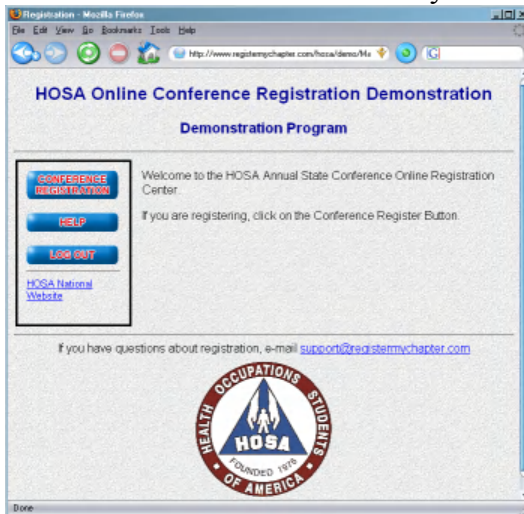 Registration - Mozilla Firefox
File Edit View Go Bookmarks Tools Help
http://www.registermychapter.com/hosa/demo/Me
HOSA Online Conference Registration Demonstration
Demonstration Program
CONFERENCE
REGISTRATION
HELP
LOG OUT
HOSA National
Website
Welcome to the HOSA Annual State Conference Online Registration
Center.
If you are registering, click on the Conference Register Button.
If you have questions about registration, e-mail support@registermychapter.com
HEALTH OCCUPATIONS STUDENTS
OF AMERICA
HOSA
FOUNDED 1976
Done